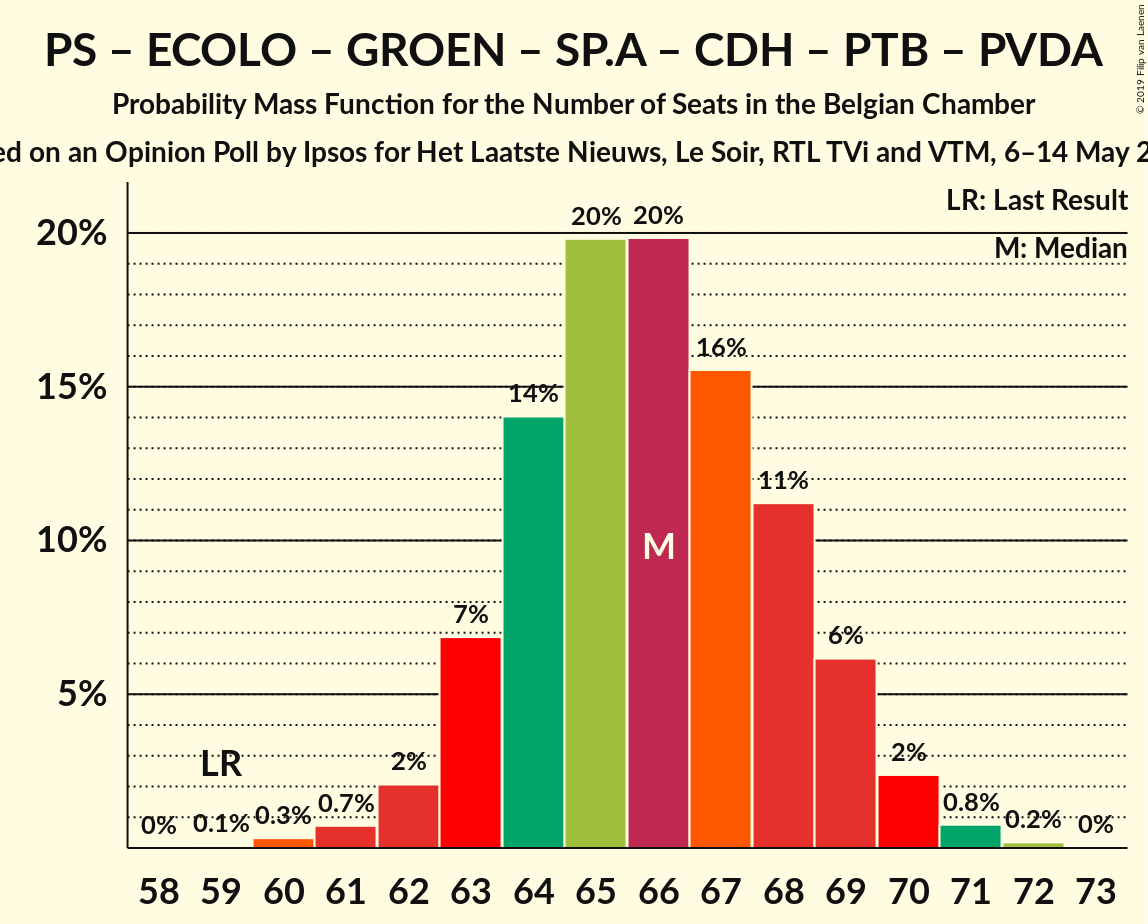 PS – ECOLO – GROEN – SP.A – CDH – PTB – PVDA
Probability Mass Function for the Number of Seats in the Belgian Chamber
on an Opinion Poll by Ipsos for Het Laatste Nieuws, Le Soir, RTL TVi and VTM, 6–14 May
© 2019 Filip van Laenen
LR: Last Result
M: Median
20%
15%
10%
5%
0%
0.1%
0.3%
0.7%
2%
7%
14%
20%
20%
16%
11%
6%
2%
0.8%
0.2%
0%
LR
M
58 59 60 61 62 63 64 65 66 67 68 69 70 71 72 73